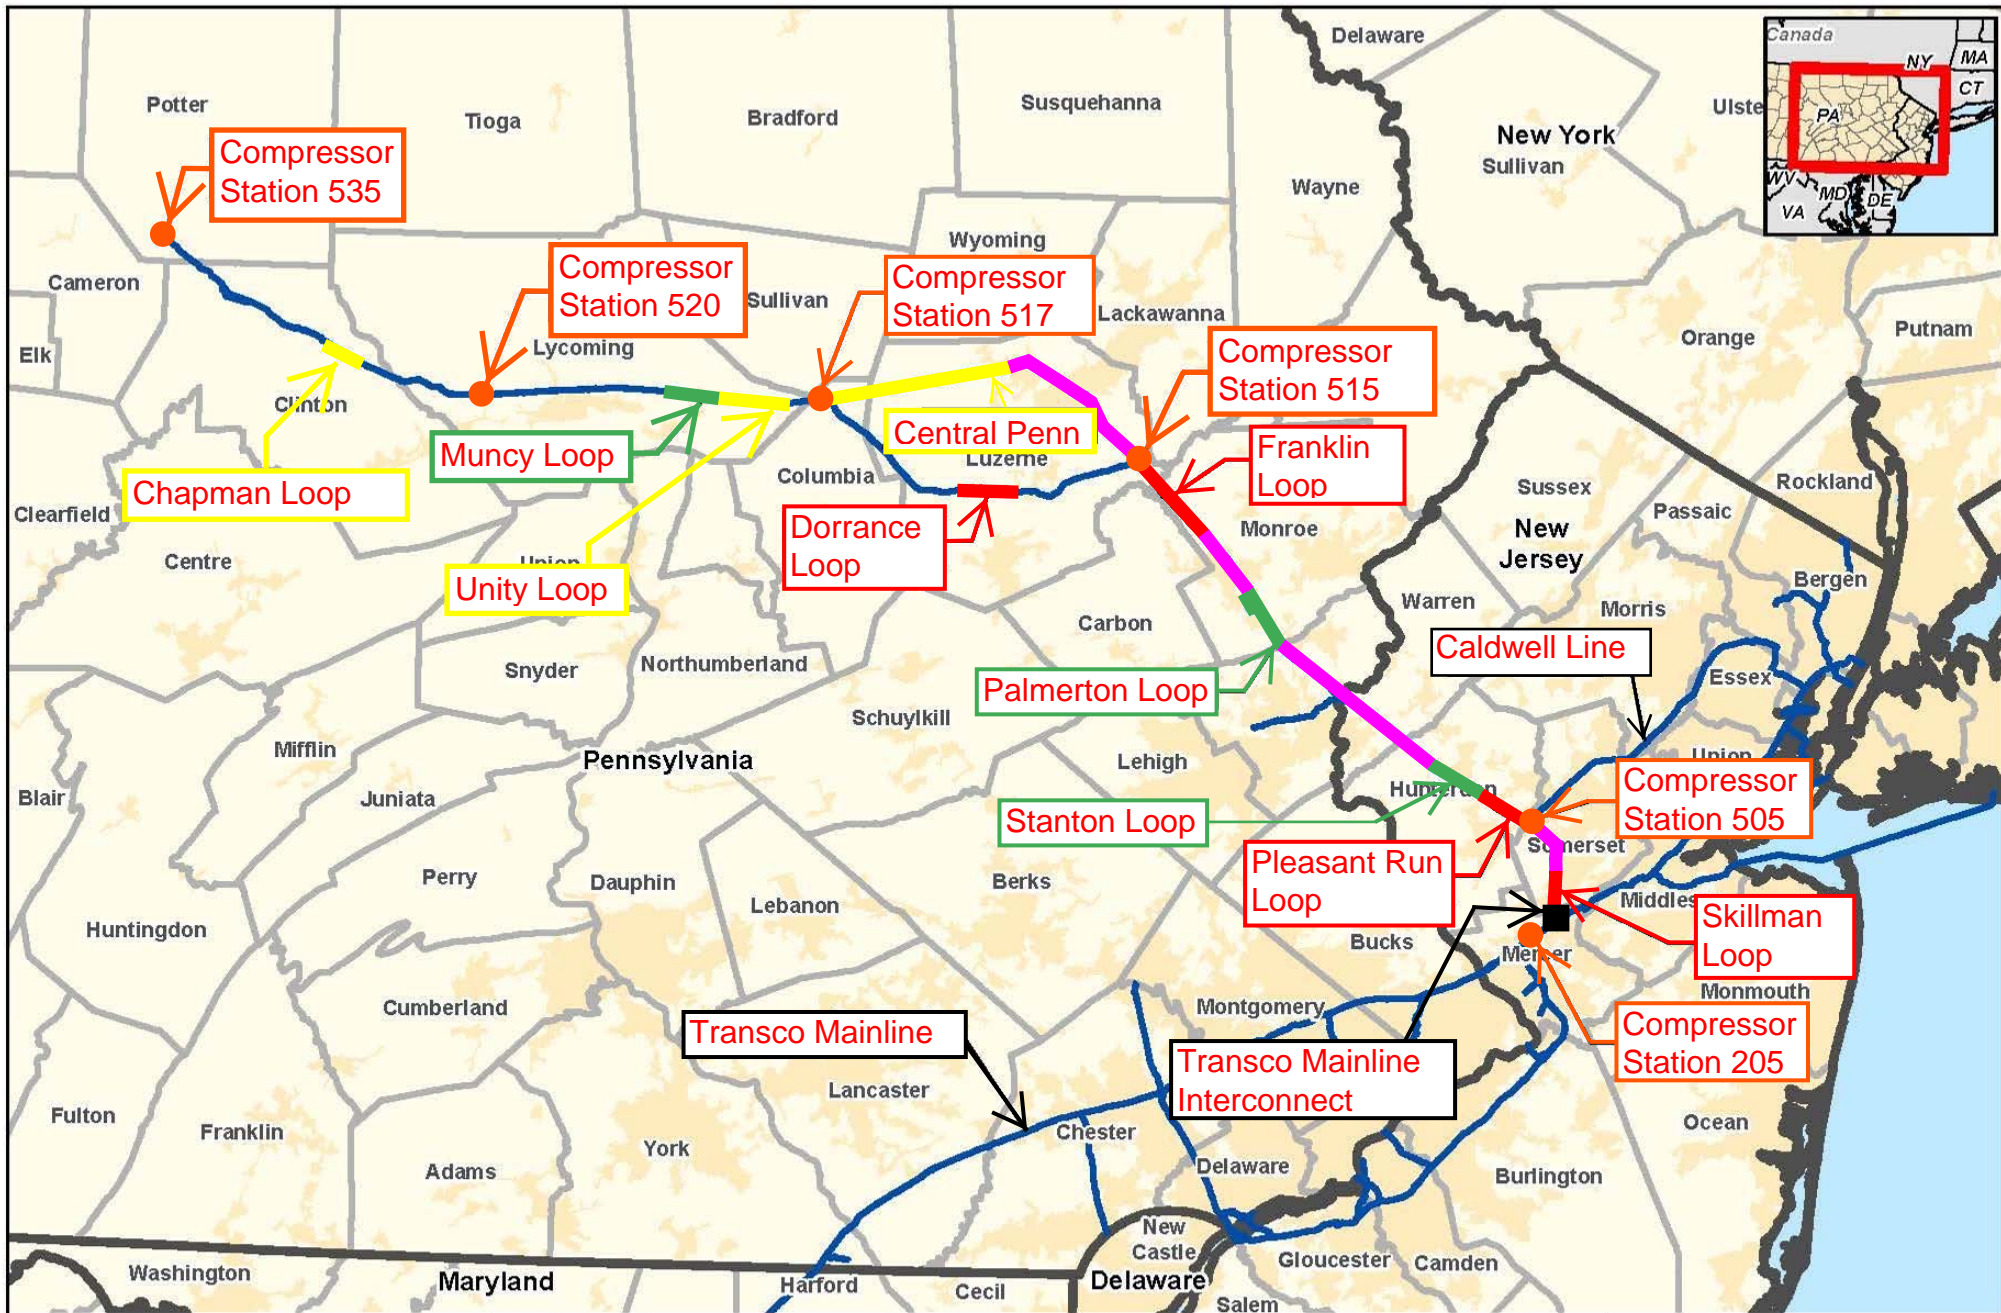 Delaware
Canada
NY
MA
CT
PA
WV
MD
DE
VA
Potter
Tioga
Bradford
Susquehanna
New York
Sullivan
Wayne
Compressor
Station 535
Wyoming
Cameron
Compressor
Station 520
Sullivan
Compressor
Station 517
Lackawanna
Orange
Putnam
Elk
Lycoming
Compressor
Station 515
Clinton
Muncy Loop
Central Penn
Luzerne
Franklin
Loop
Chapman Loop
Columbia
Sussex
Rockland
Clearfield
Dorrance
Loop
Monroe
Passaic
New
Jersey
Centre
Union
Unity Loop
Bergen
Warren
Morris
Carbon
Caldwell Line
Snyder
Northumberland
Palmerton Loop
Essex
Schuylkill
Mifflin
Pennsylvania
Lehigh
Union
Blair
Juniata
Hunterdon
Compressor
Station 505
Stanton Loop
Somerset
Pleasant Run
Loop
Perry
Dauphin
Berks
Lebanon
Skillman
Loop
Huntingdon
Bucks
Mercer
Monmouth
Cumberland
Montgomery
Transco Mainline
Compressor
Station 205
Transco Mainline
Interconnect
Lancaster
Fulton
Franklin
York
Chester
Ocean
Adams
Delaware
Burlington
New
Castle
Gloucester
Camden
Washington
Maryland
Harford
Cecil
Delaware
Salem